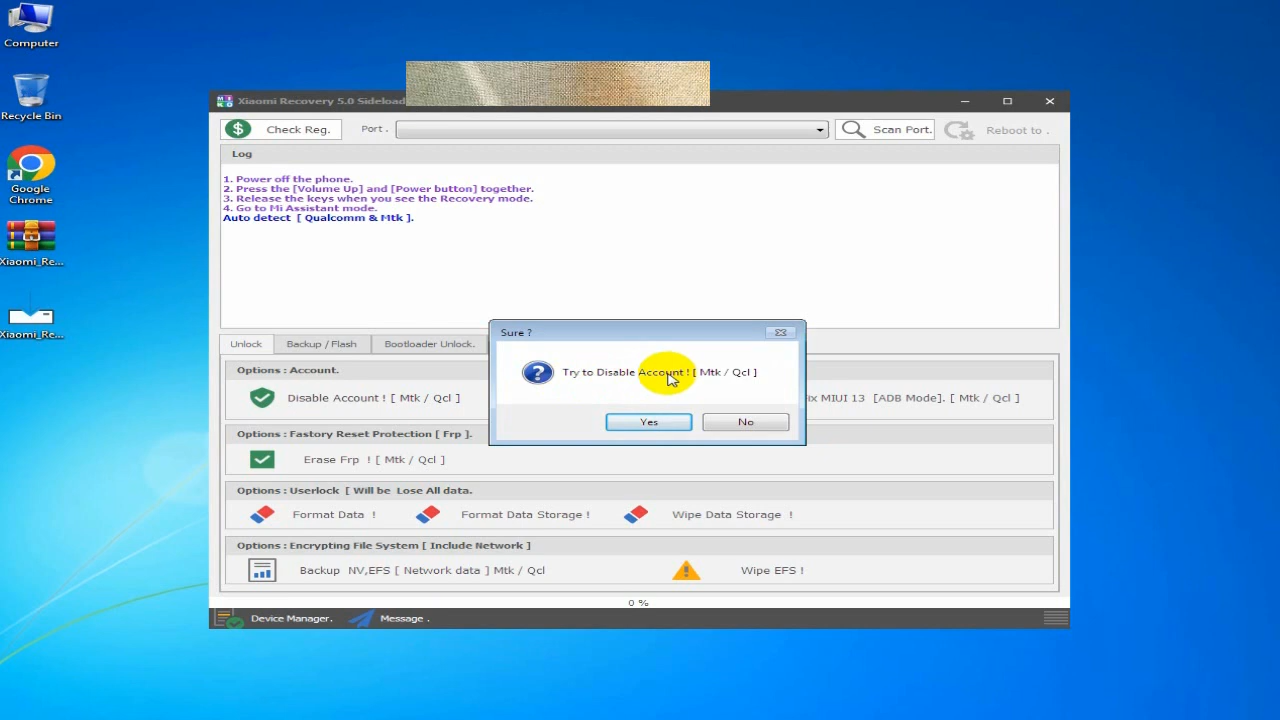 Computer
Recycle Bin
Google
Chrome
Xiaomi_Re...
Xiaomi_Re...
Xiaomi Recovery 5.0 Sideload
Check Reg.
Port .
Scan Port.
Reboot to .
Log
1. Power off the phone.
2. Press the [Volume Up] and [Power button] together.
3. Release the keys when you see the Recovery mode.
4. Go to Mi Assistant mode.
Auto detect [ Qualcomm & Mtk ].
Sure ?
Try to Disable Account ! [ Mtk / Qcl ]
Yes
No
Unlock
Backup / Flash
Bootloader Unlock.
Options : Account.
Disable Account ! [ Mtk / Qcl ]
MIUI 13 [ADB Mode]. [ Mtk / Qcl ]
Options : Fastory Reset Protection [ Frp ].
Erase Frp ! [ Mtk / Qcl ]
Options : Userlock [ Will be Lose All data.
Format Data !
Format Data Storage !
Wipe Data Storage !
Options : Encrypting File System [ Include Network ]
Backup NV,EFS [ Network data ] Mtk / Qcl
Wipe EFS !
0 %
Device Manager.
Message .